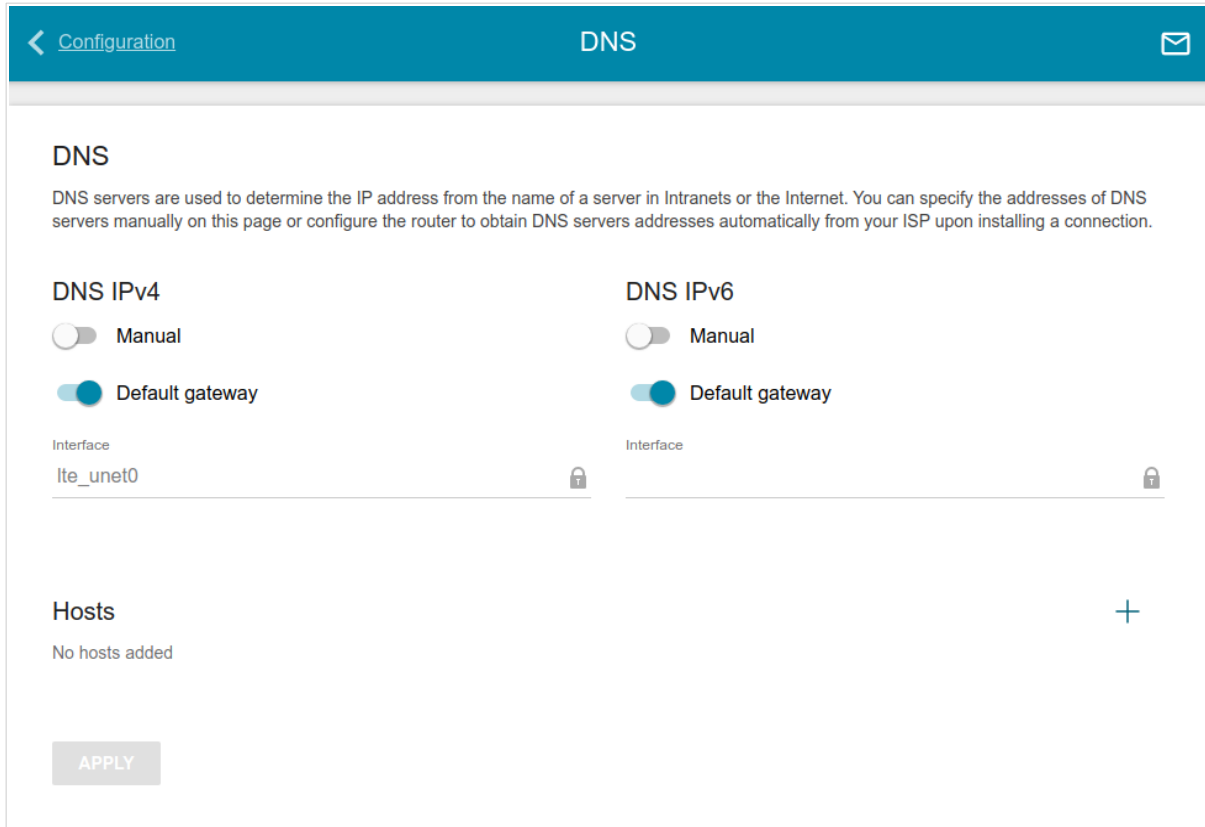 Configuration
DNS
DNS
DNS servers are used to determine the IP address from the name of a server in Intranets or the Internet. You can specify the addresses of DNS
servers manually on this page or configure the router to obtain DNS servers addresses automatically from your ISP upon installing a connection.
DNS IPv4
Manual
Default gateway
Interface
lte_unet0
DNS IPv6
Manual
Default gateway
Interface
Hosts
No hosts added
APPLY